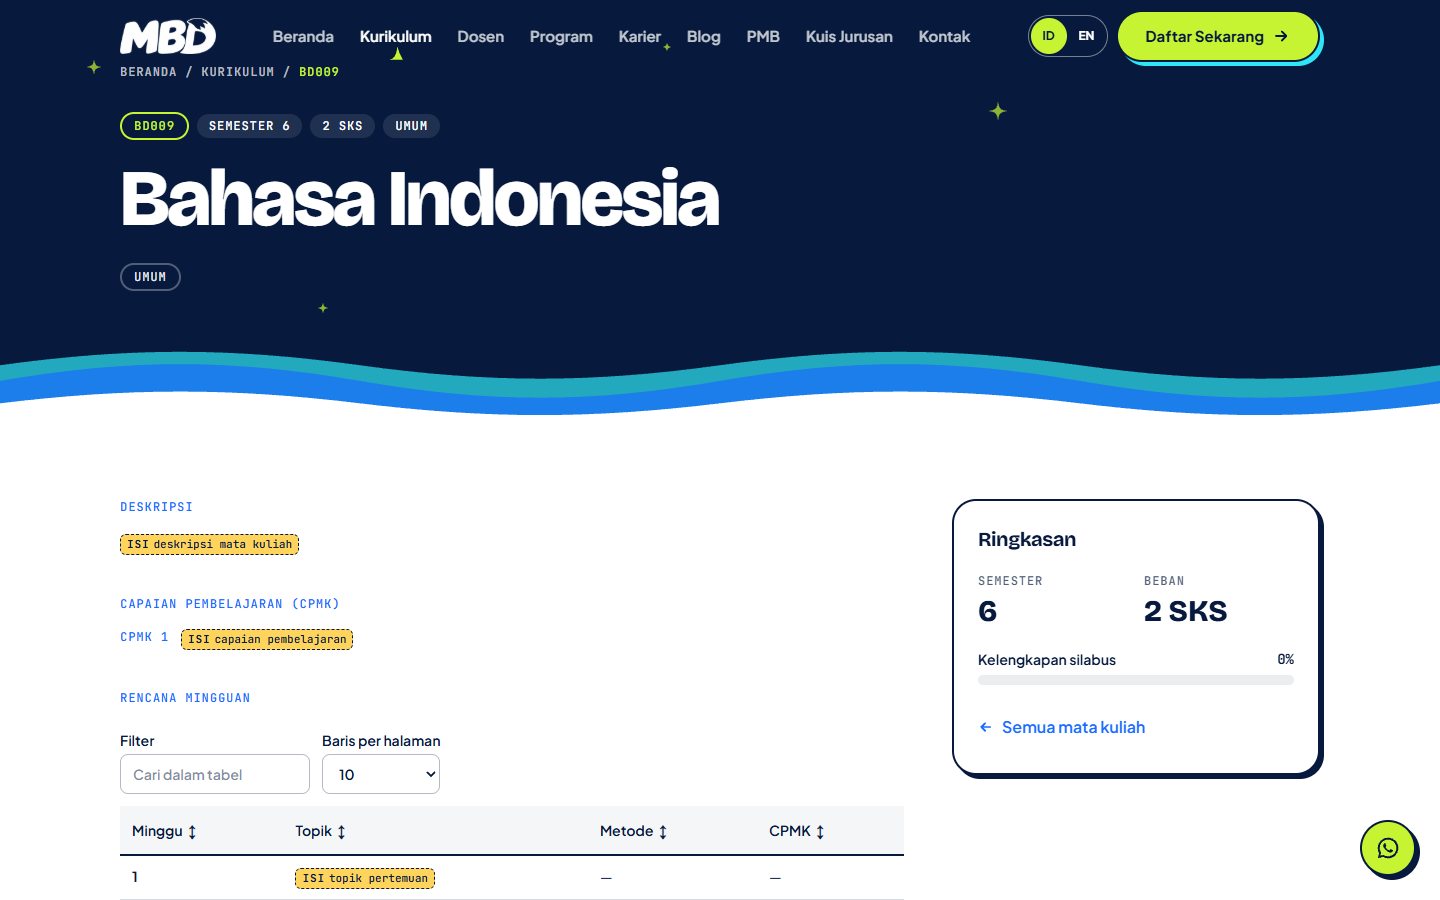 MBD Beranda Kurikulum Dosen Program Karier Blog PMB Kuis Jurusan Kontak ID EN Daftar Sekarang →
BERANDA / KURIKULUM / BD009
BD009 SEMESTER 6 2 SKS UMUM
Bahasa Indonesia
UMUM
DESKRIPSI
ISI deskripsi mata kuliah
CAPAIAN PEMBELAJARAN (CPMK)
CPMK 1 ISI capaian pembelajaran
RENCANA MINGGUAN
Filter Baris per halaman
Cari dalam tabel 10
Minggu ↕ Topik ↕ Metode ↕ CPMK ↕
1 ISI topik pertemuan — —
Ringkasan
SEMESTER BEBAN
6 2 SKS
Kelengkapan silabus 0%
← Semua mata kuliah